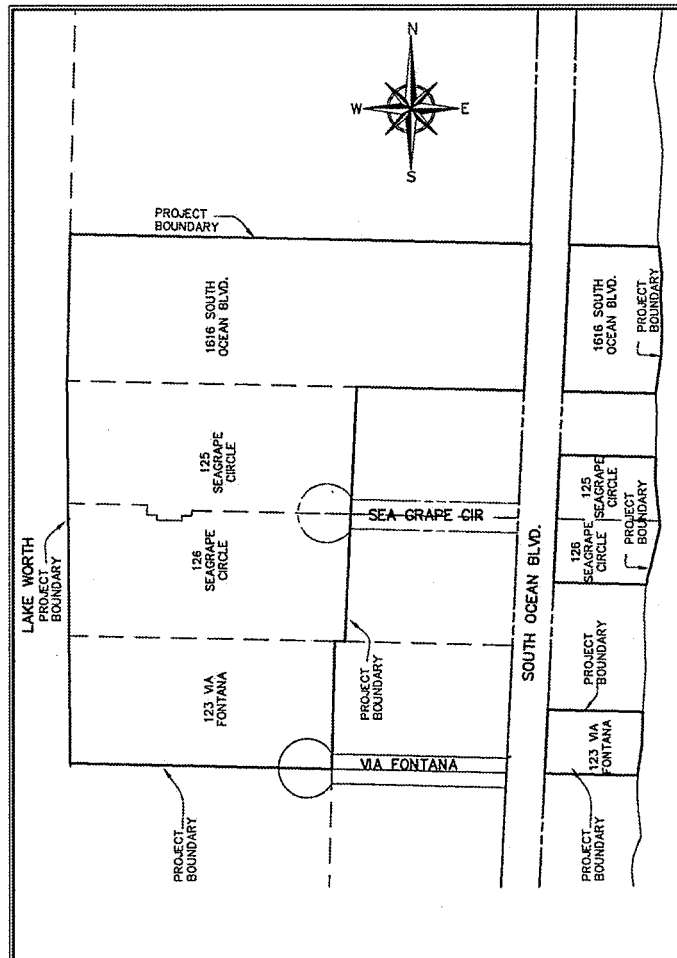 N
W
E
S
PROJECT
BOUNDARY
1616 SOUTH
OCEAN BLVD.
1616 SOUTH
OCEAN BLVD.
PROJECT
BOUNDARY
LAKE WORTH
PROJECT
BOUNDARY
125
SEAGRAPE
CIRCLE
125
SEAGRAPE
CIRCLE
SEA GRAPE CIR
126
SEAGRAPE
CIRCLE
126
SEAGRAPE
CIRCLE
PROJECT
BOUNDARY
SOUTH OCEAN BLVD.
123 VIA
FONTANA
PROJECT
BOUNDARY
PROJECT
BOUNDARY
VIA FONTANA
123 VIA
FONTANA
PROJECT
BOUNDARY
PROJECT
BOUNDARY